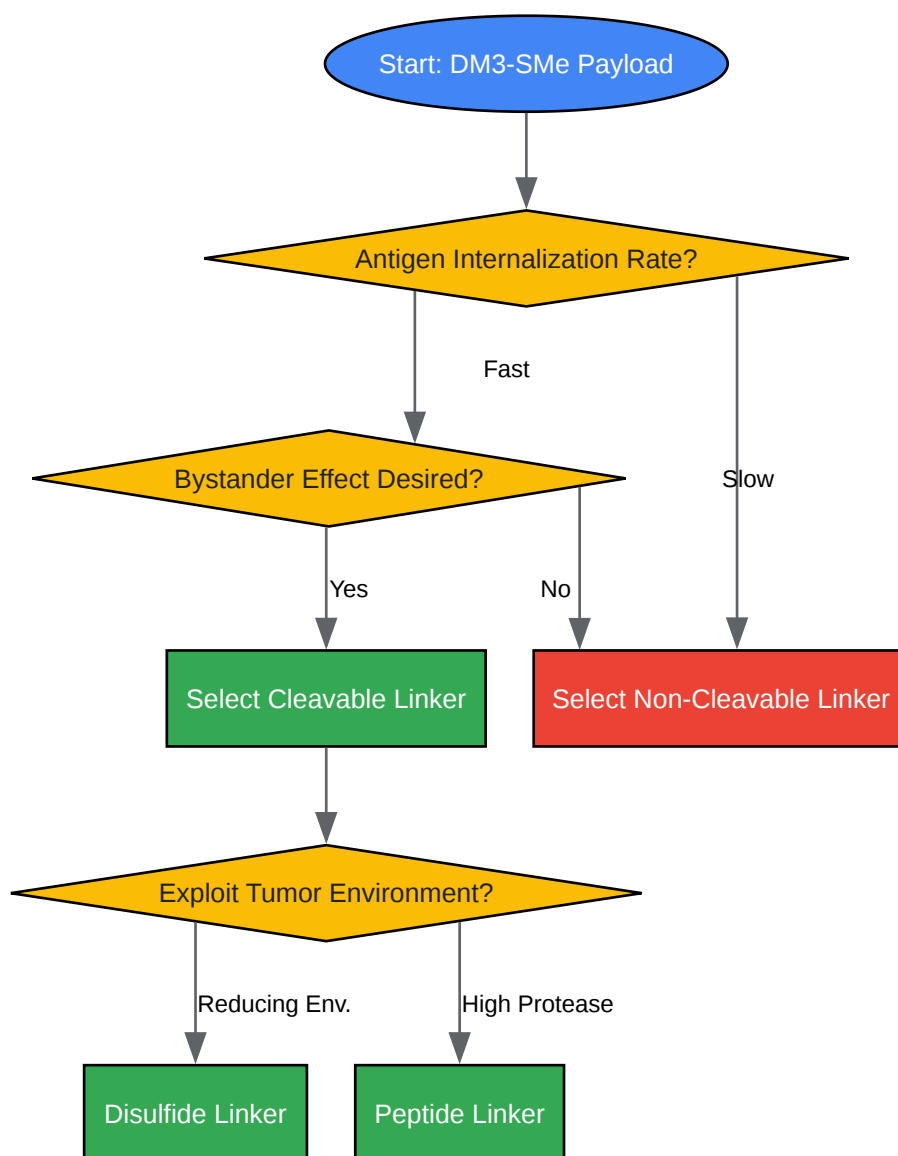 Start: DM3-SMe Payload
Antigen Internalization Rate?
Fast
Bystander Effect Desired?
Slow
Yes
No
Select Cleavable Linker
Select Non-Cleavable Linker
Exploit Tumor Environment?
Reducing Env.
High Protease
Disulfide Linker
Peptide Linker